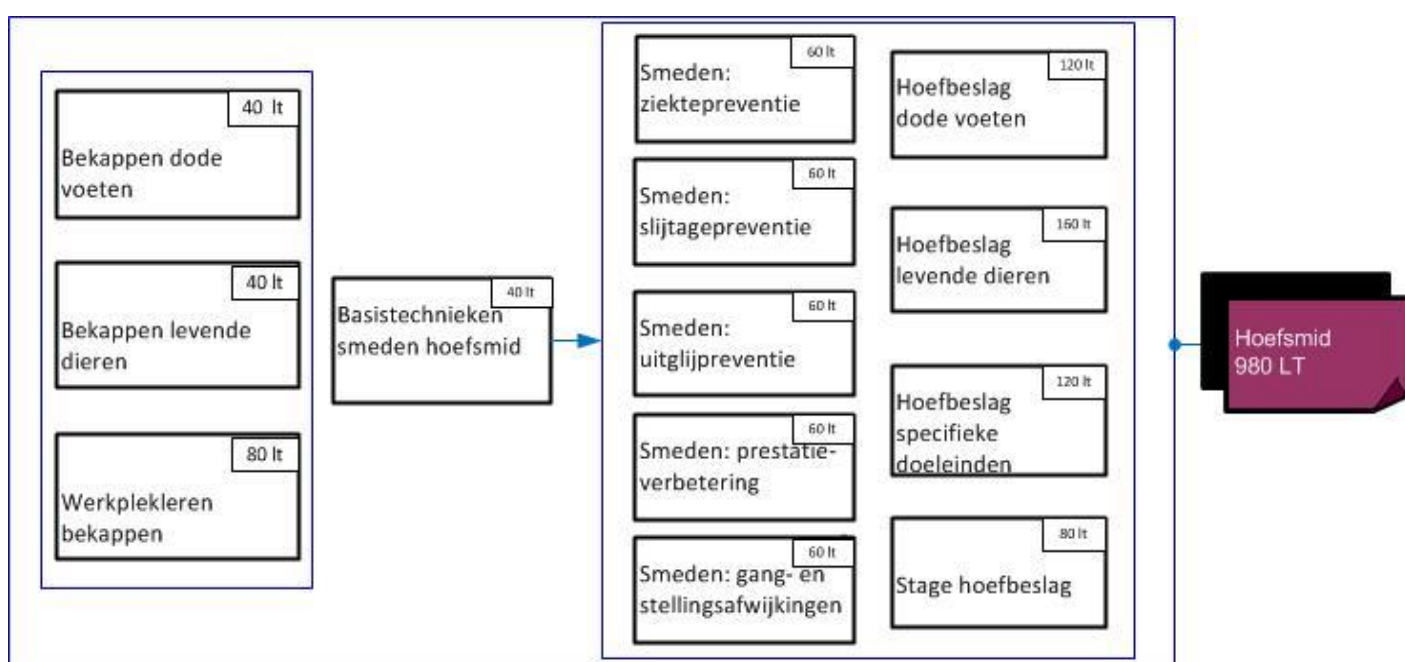 40 lt
Bekappen dode
voeten
40 lt
Bekappen levende
dieren
80 lt
Werkplekleren
bekappen
40 lt
Basistechnieken
smeden hoefsmid
60 lt
Smeden:
ziektepreventie
60 lt
Smeden:
slijtagepreventie
60 lt
Smeden:
uitglijpreventie
60 lt
Smeden: prestatie-
verbetering
60 lt
Smeden: gang- en
stellingsafwijkingen
120 lt
Hoefbeslag
dode voeten
160 lt
Hoefbeslag
levende dieren
120 lt
Hoefbeslag
specifieke
doeleinden
80 lt
Stage hoefbeslag
Hoefsmid
980 LT